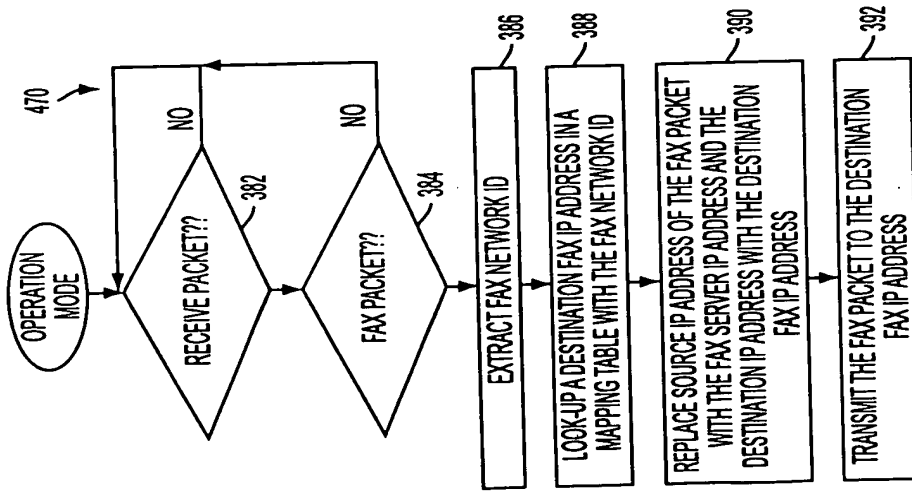 OPERATION
MODE
470
RECEIVE PACKET??
NO
382
FAX PACKET??
NO
384
EXTRACT FAX NETWORK ID
386
LOOK-UP A DESTINATION FAX IP ADDRESS IN A
MAPPING TABLE WITH THE FAX NETWORK ID
388
REPLACE SOURCE IP ADDRESS OF THE FAX PACKET
WITH THE FAX SERVER IP ADDRESS AND THE
DESTINATION IP ADDRESS WITH THE DESTINATION
FAX IP ADDRESS
390
TRANSMIT THE FAX PACKET TO THE DESTINATION
FAX IP ADDRESS
392